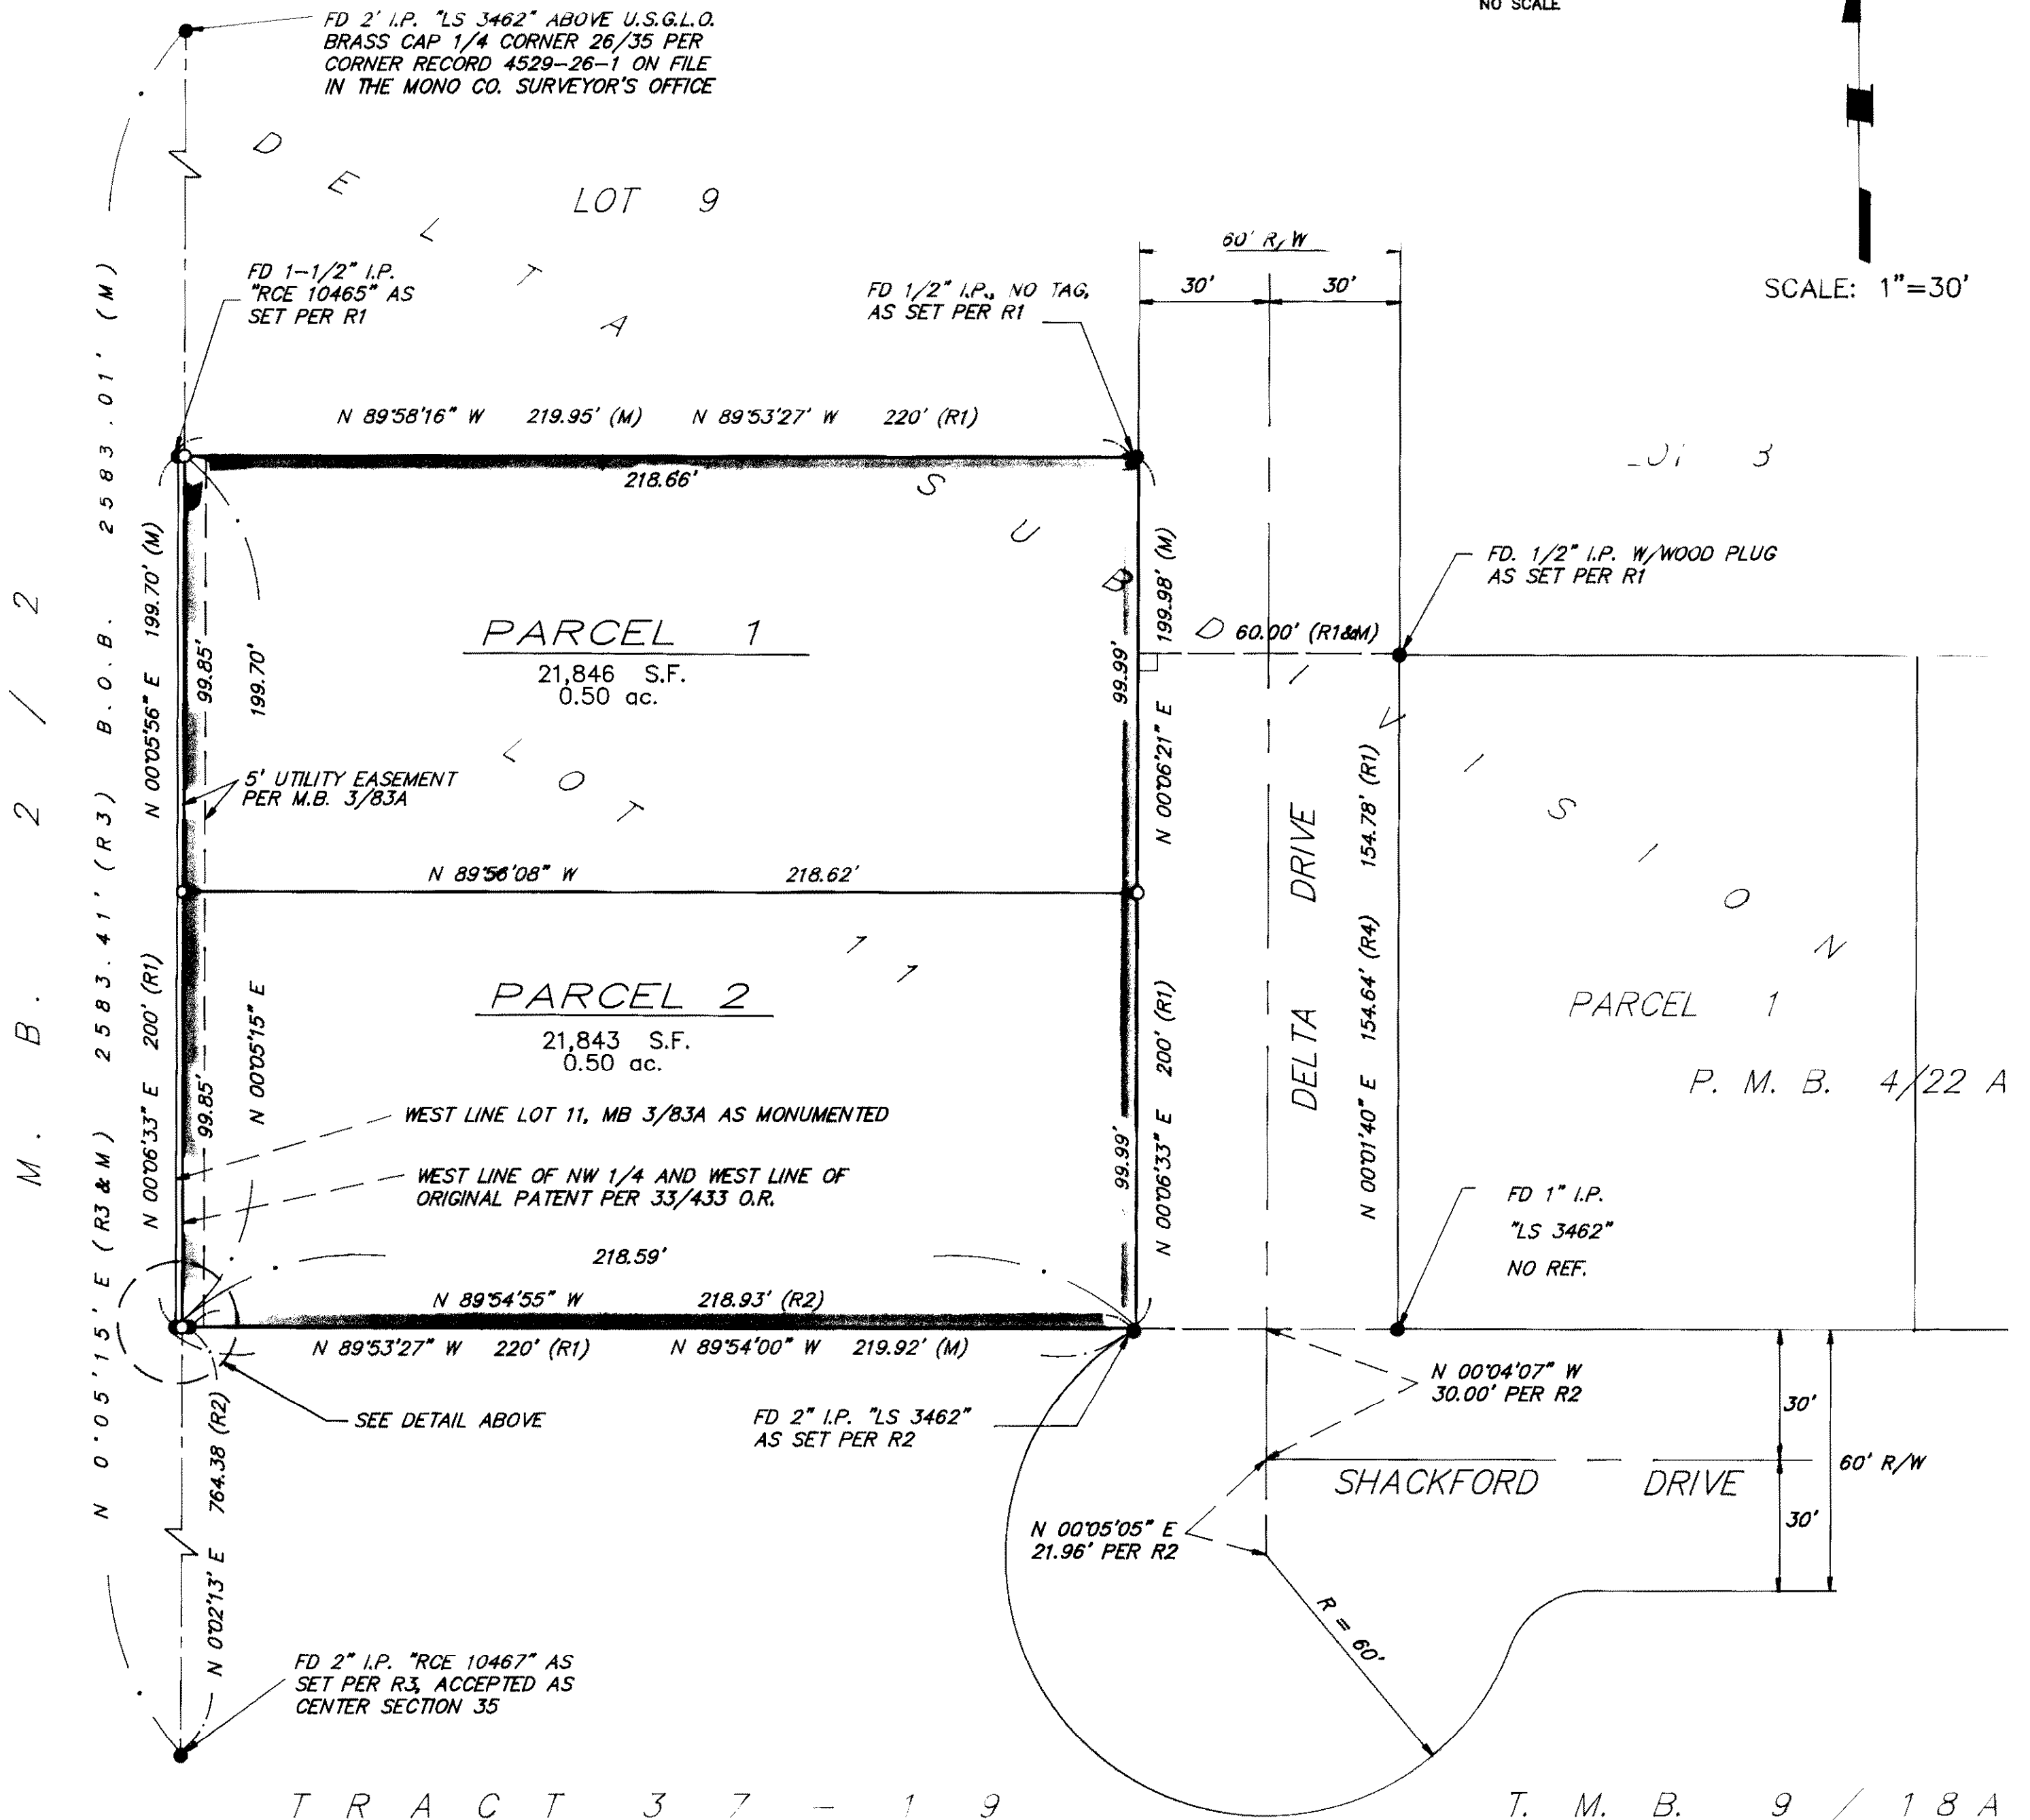 NO SCALE
FD 2' I.P. "LS 3462" ABOVE U.S.G.L.O.
BRASS CAP 1/4 CORNER 26/35 PER
CORNER RECORD 4529-26-1 ON FILE
IN THE MONO CO. SURVEYOR'S OFFICE
SCALE: 1"=30'
LOT 9
DELTA SUBDIVISION
60' R/W
30' 30'
FD 1-1/2" I.P.
"RCE 10465" AS
SET PER R1
FD 1/2" I.P., NO TAG,
AS SET PER R1
N 89°58'16" W 219.95' (M) N 89°53'27' W 220' (R1)
218.66'
3
FD. 1/2" I.P. W/WOOD PLUG
AS SET PER R1
60.00' (R1&M)
M. B. 2 / 2
N 0°05'15' E (R3 & M) 2583.41' (R3) B.O.B. 2583.01' (M)
N 00°05'56" E 199.70' (M)
99.85'
199.70'
PARCEL 1
21,846 S.F.
0.50 ac.
99.99'
199.98' (M)
N 00°06'21" E
5' UTILITY EASEMENT
PER M.B. 3/83A
LOT 11
N 89°56'08" W 218.62'
DELTA DRIVE
N 00°01'40" E 154.64' (R4) 154.78' (R1)
N 00°06'33" E 200' (R1)
99.85'
N 00°05'15" E
PARCEL 2
21,843 S.F.
0.50 ac.
99.99'
N 00°06'33" E 200' (R1)
PARCEL 1
P. M. B. 4/22 A
WEST LINE LOT 11, MB 3/83A AS MONUMENTED
WEST LINE OF NW 1/4 AND WEST LINE OF
ORIGINAL PATENT PER 33/433 O.R.
FD 1" I.P.
"LS 3462"
NO REF.
218.59'
N 89°54'55" W 218.93' (R2)
N 89°53'27" W 220' (R1) N 89°54'00" W 219.92' (M)
SEE DETAIL ABOVE
FD 2" I.P. "LS 3462"
AS SET PER R2
N 00°04'07" W
30.00' PER R2
30'
60' R/W
30'
SHACKFORD DRIVE
N 00°05'05" E
21.96' PER R2
R = 60'
N 0°02'13' E 764.38 (R2)
FD 2" I.P. "RCE 10467" AS
SET PER R3, ACCEPTED AS
CENTER SECTION 35
TRACT 37-19
T. M. B. 9 / 18 A